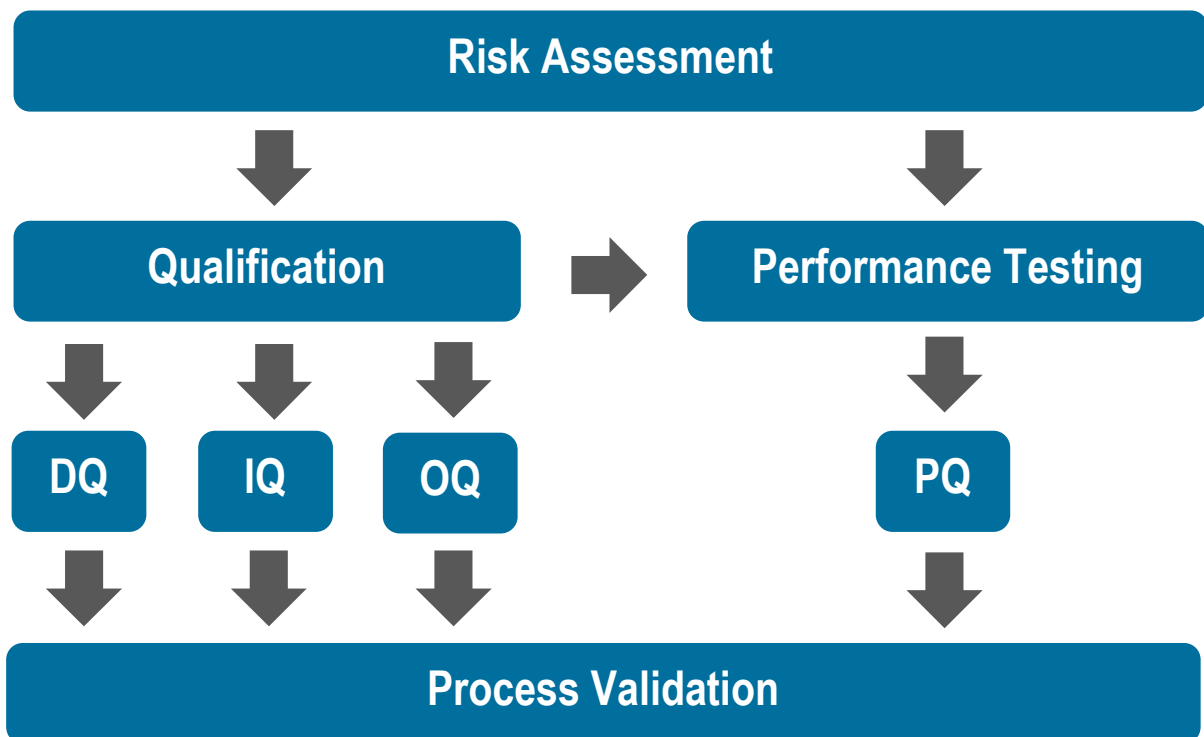 Risk Assessment
Qualification
Performance Testing
DQ
IQ
OQ
PQ
Process Validation